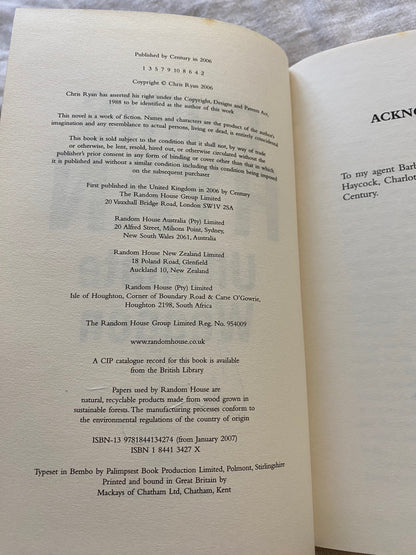 Published by Century in 2006
1 3 5 7 9 10 8 6 4 2
Copyright © Chris Ryan 2006
Chris Ryan has asserted his right under the Copyright, Designs and Patents Act,
1988 to be identified as the author of this work
This novel is a work of fiction. Names and characters are the product of the author's
imagination and any resemblance to actual persons, living or dead, is entirely coincidental
This book is sold subject to the condition that it shall not, by way of trade
or otherwise, be lent, resold, hired out, or otherwise circulated without the
publisher's prior consent in any form of binding or cover other than that in which
it is published and without a similar condition including this condition being imposed
on the subsequent purchaser
First published in the United Kingdom in 2006 by Century
The Random House Group Limited
20 Vauxhall Bridge Road, London SW1V 2SA
Random House Australia (Pty) Limited
20 Alfred Street, Milsons Point, Sydney,
New South Wales 2061, Australia
Random House New Zealand Limited
18 Poland Road, Glenfield
Auckland 10, New Zealand
Random House (Pty) Limited
Isle of Houghton, Corner of Boundary Road & Cane O'Gowrie,
Houghton 2198, South Africa
The Random House Group Limited Reg. No. 954009
www.randomhouse.co.uk
A CIP catalogue record for this book is available
from the British Library
Papers used by Random House are
natural, recyclable products made from wood grown in
sustainable forests. The manufacturing processes conform to
the environmental regulations of the country of origin
ISBN-13 9781844134274 (from January 2007)
ISBN 1 8441 3427 X
Typeset in Bembo by Palimpsest Book Production Limited, Polmont, Stirlingshire
Printed and bound in Great Britain by
Mackays of Chatham Ltd, Chatham, Kent
ACKNO
To my agent Barb
Haycock, Charlot
Century.